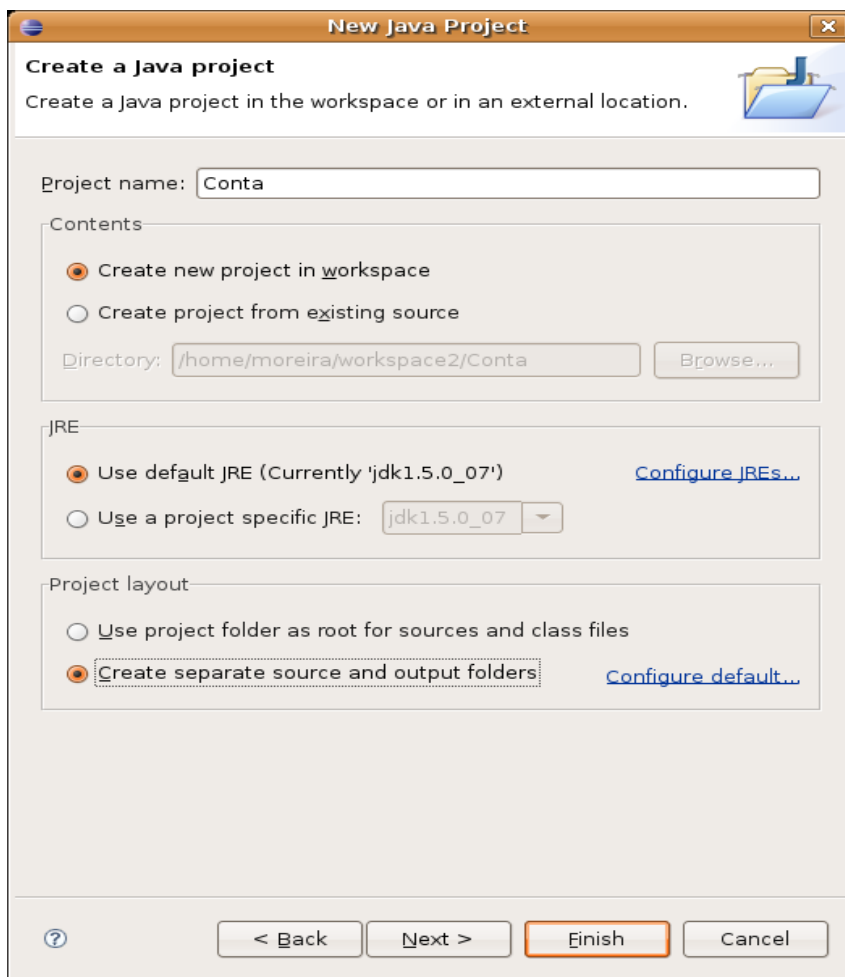 New Java Project
Create a Java project
Create a Java project in the workspace or in an external location.
Project name: Conta
Contents
Create new project in workspace
Create project from existing source
Directory: /home/moreira/workspace2/Conta Browse...
JRE
Use default JRE (Currently 'jdk1.5.0_07') Configure JREs...
Use a project specific JRE: jdk1.5.0_07
Project layout
Use project folder as root for sources and class files
Create separate source and output folders Configure default...
? < Back Next > Finish Cancel